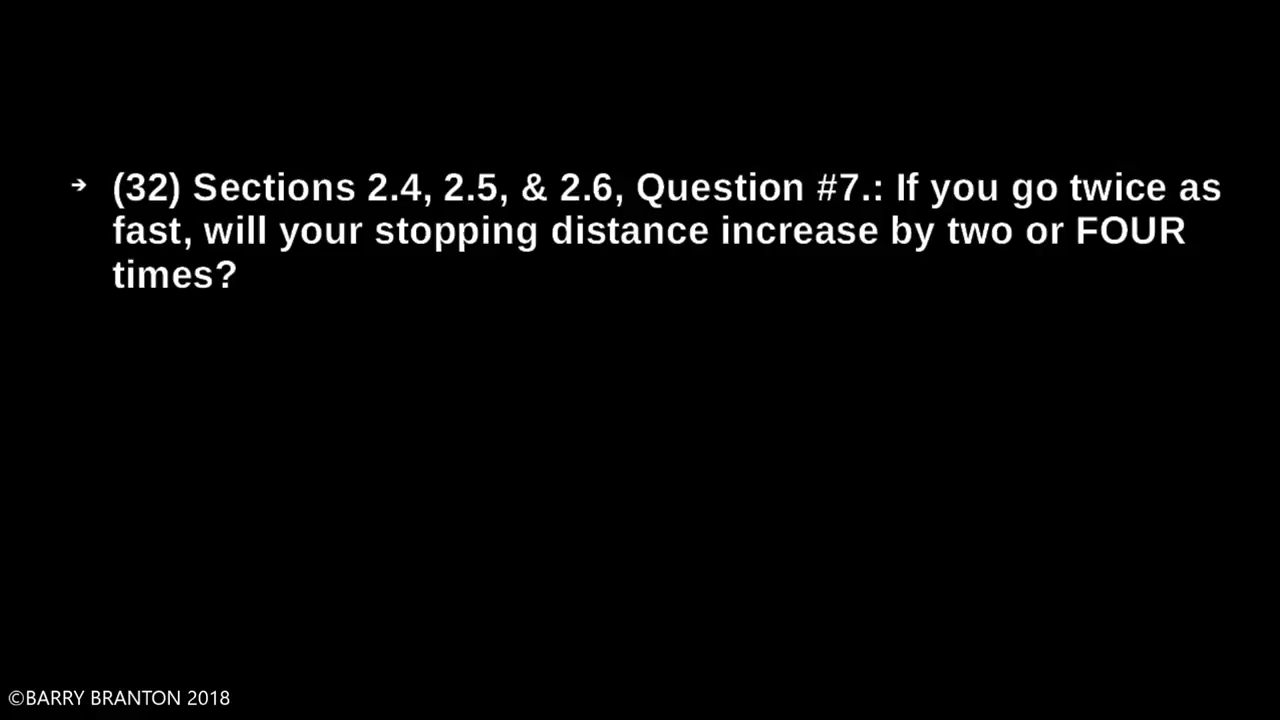 ➔ (32) Sections 2.4, 2.5, & 2.6, Question #7.: If you go twice as
fast, will your stopping distance increase by two or FOUR
times?
©BARRY BRANTON 2018